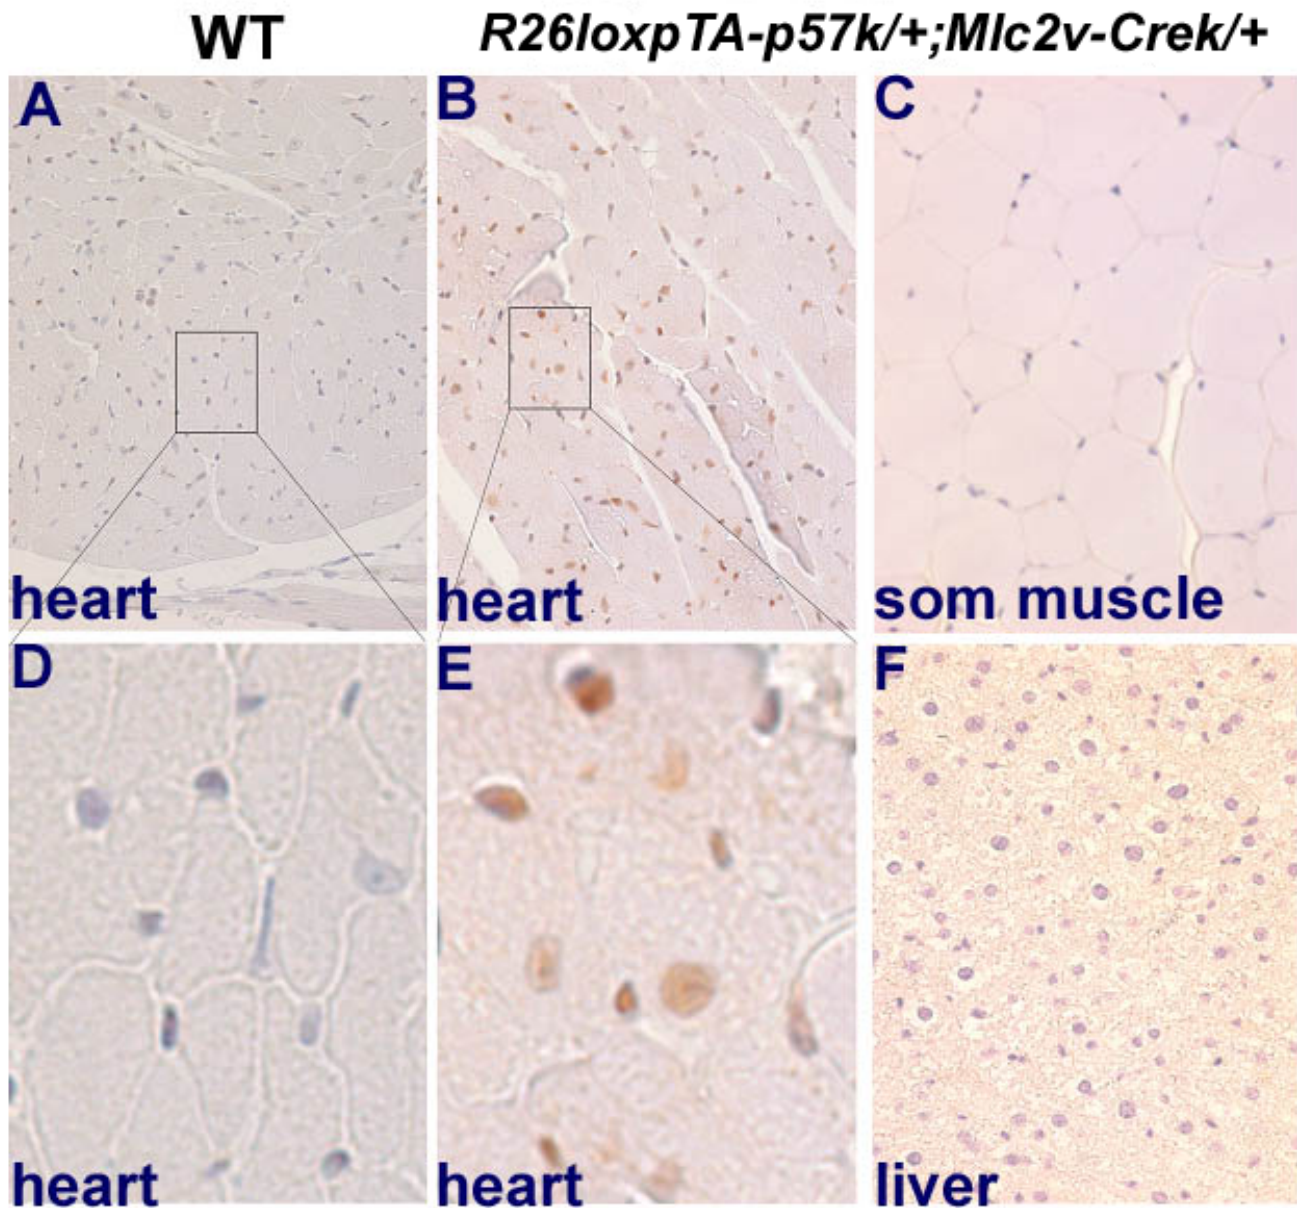 WT
R26loxpTA-p57k/+;Mlc2v-Crek/+
A
B
C
heart
heart
som muscle
D
E
F
heart
heart
liver